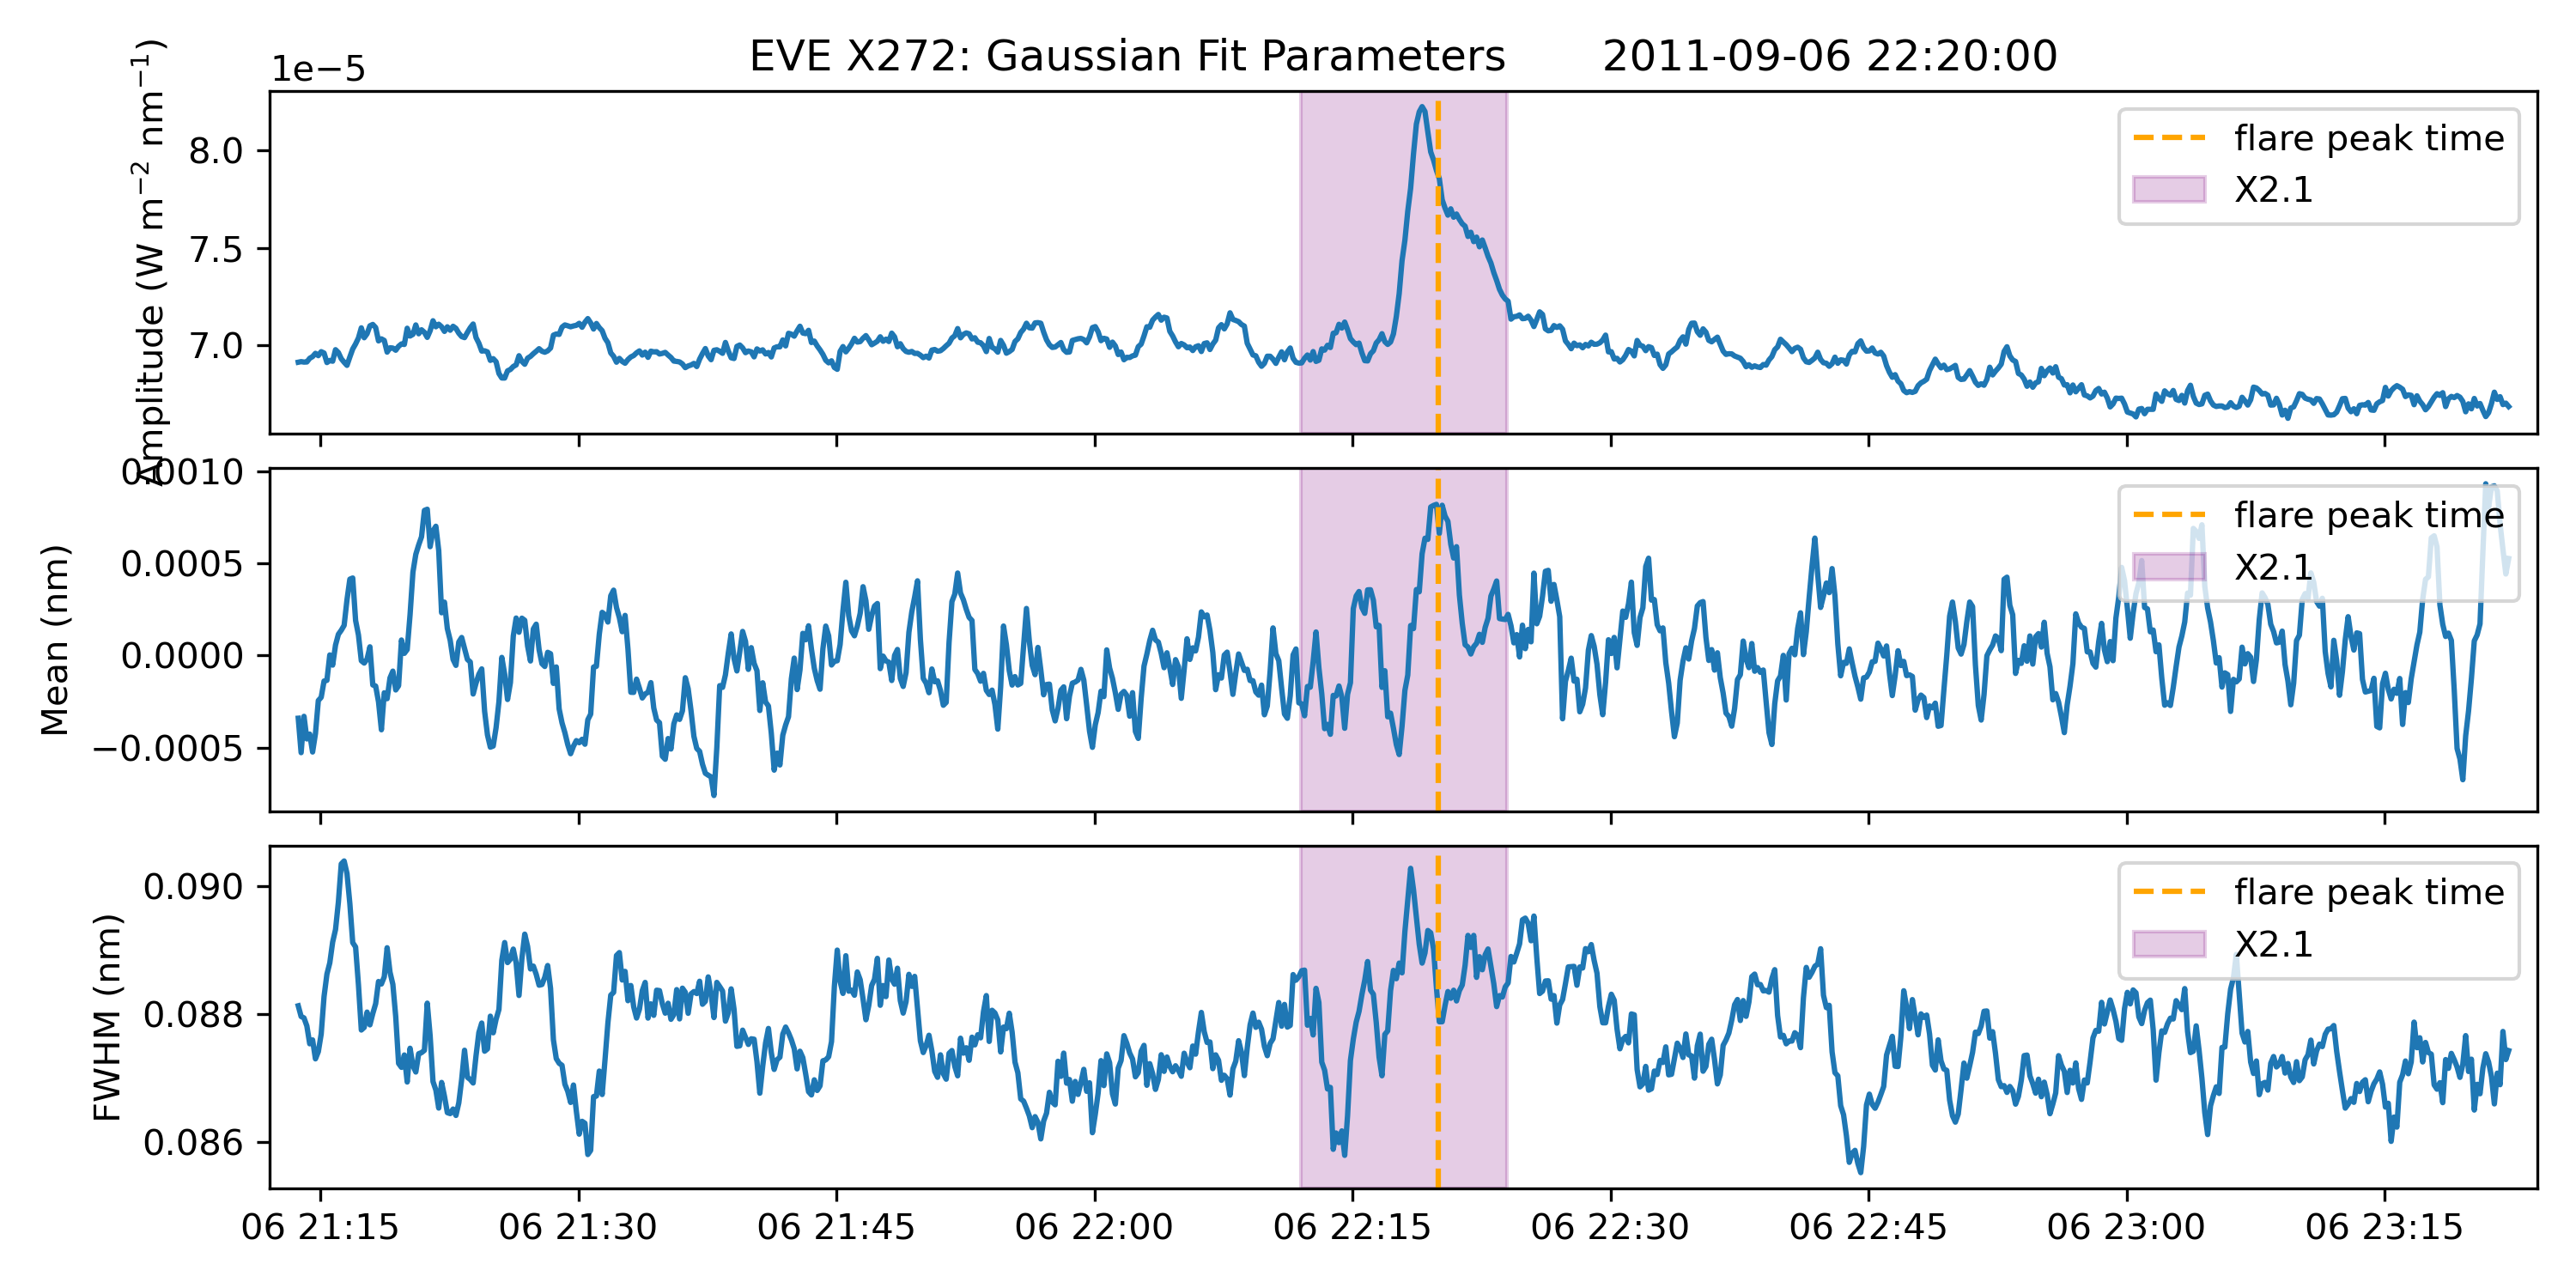 EVE X272: Gaussian Fit Parameters 2011-09-06 22:20:00
1e−5
Amplitude (W m⁻² nm⁻¹)
8.0
7.5
7.0
flare peak time
X2.1
Mean (nm)
0.0010
0.0005
0.0000
−0.0005
flare peak time
X2.1
FWHM (nm)
0.090
0.088
0.086
flare peak time
X2.1
06 21:15 06 21:30 06 21:45 06 22:00 06 22:15 06 22:30 06 22:45 06 23:00 06 23:15